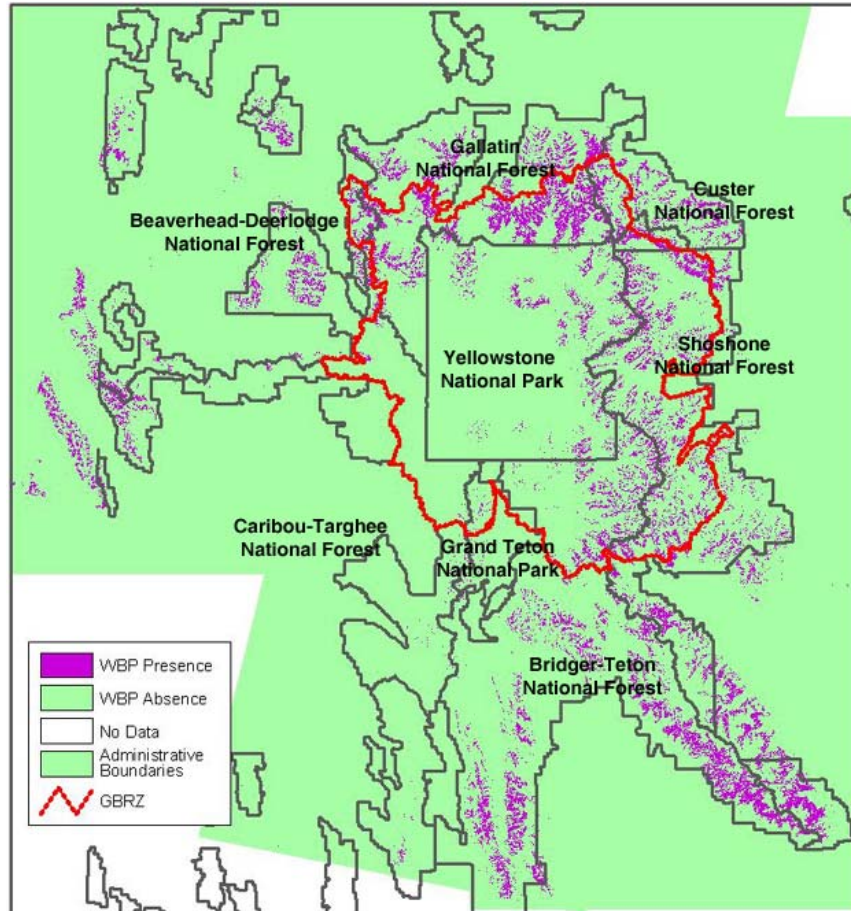 Gallatin
National Forest
Custer
National Forest
Beaverhead-Deerlodge
National Forest
Yellowstone
National Park
Shoshone
National Forest
Caribou-Targhee
National Forest
Grand Teton
National Park
Bridger-Teton
National Forest
WBP Presence
WBP Absence
No Data
Administrative
Boundaries
GBRZ